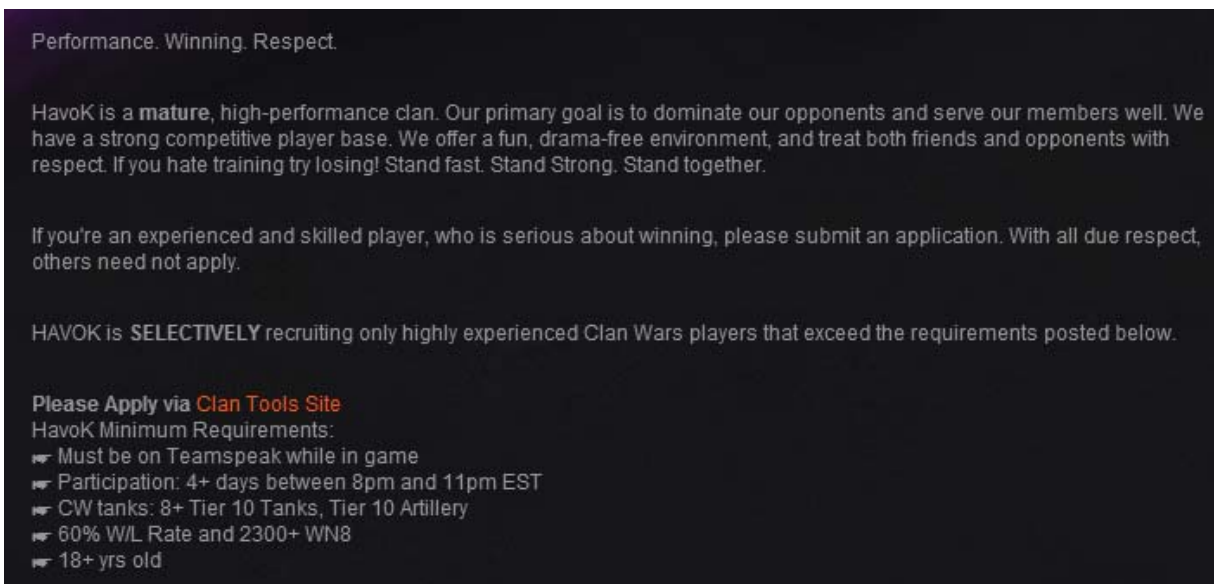 Performance. Winning. Respect.
HavoK is a mature, high-performance clan. Our primary goal is to dominate our opponents and serve our members well. We
have a strong competitive player base. We offer a fun, drama-free environment, and treat both friends and opponents with
respect. If you hate training try losing! Stand fast. Stand Strong. Stand together.
If you're an experienced and skilled player, who is serious about winning, please submit an application. With all due respect,
others need not apply.
HAVOK is SELECTIVELY recruiting only highly experienced Clan Wars players that exceed the requirements posted below.
Please Apply via Clan Tools Site
HavoK Minimum Requirements:
☛ Must be on Teamspeak while in game
☛ Participation: 4+ days between 8pm and 11pm EST
☛ CW tanks: 8+ Tier 10 Tanks, Tier 10 Artillery
☛ 60% W/L Rate and 2300+ WN8
☛ 18+ yrs old